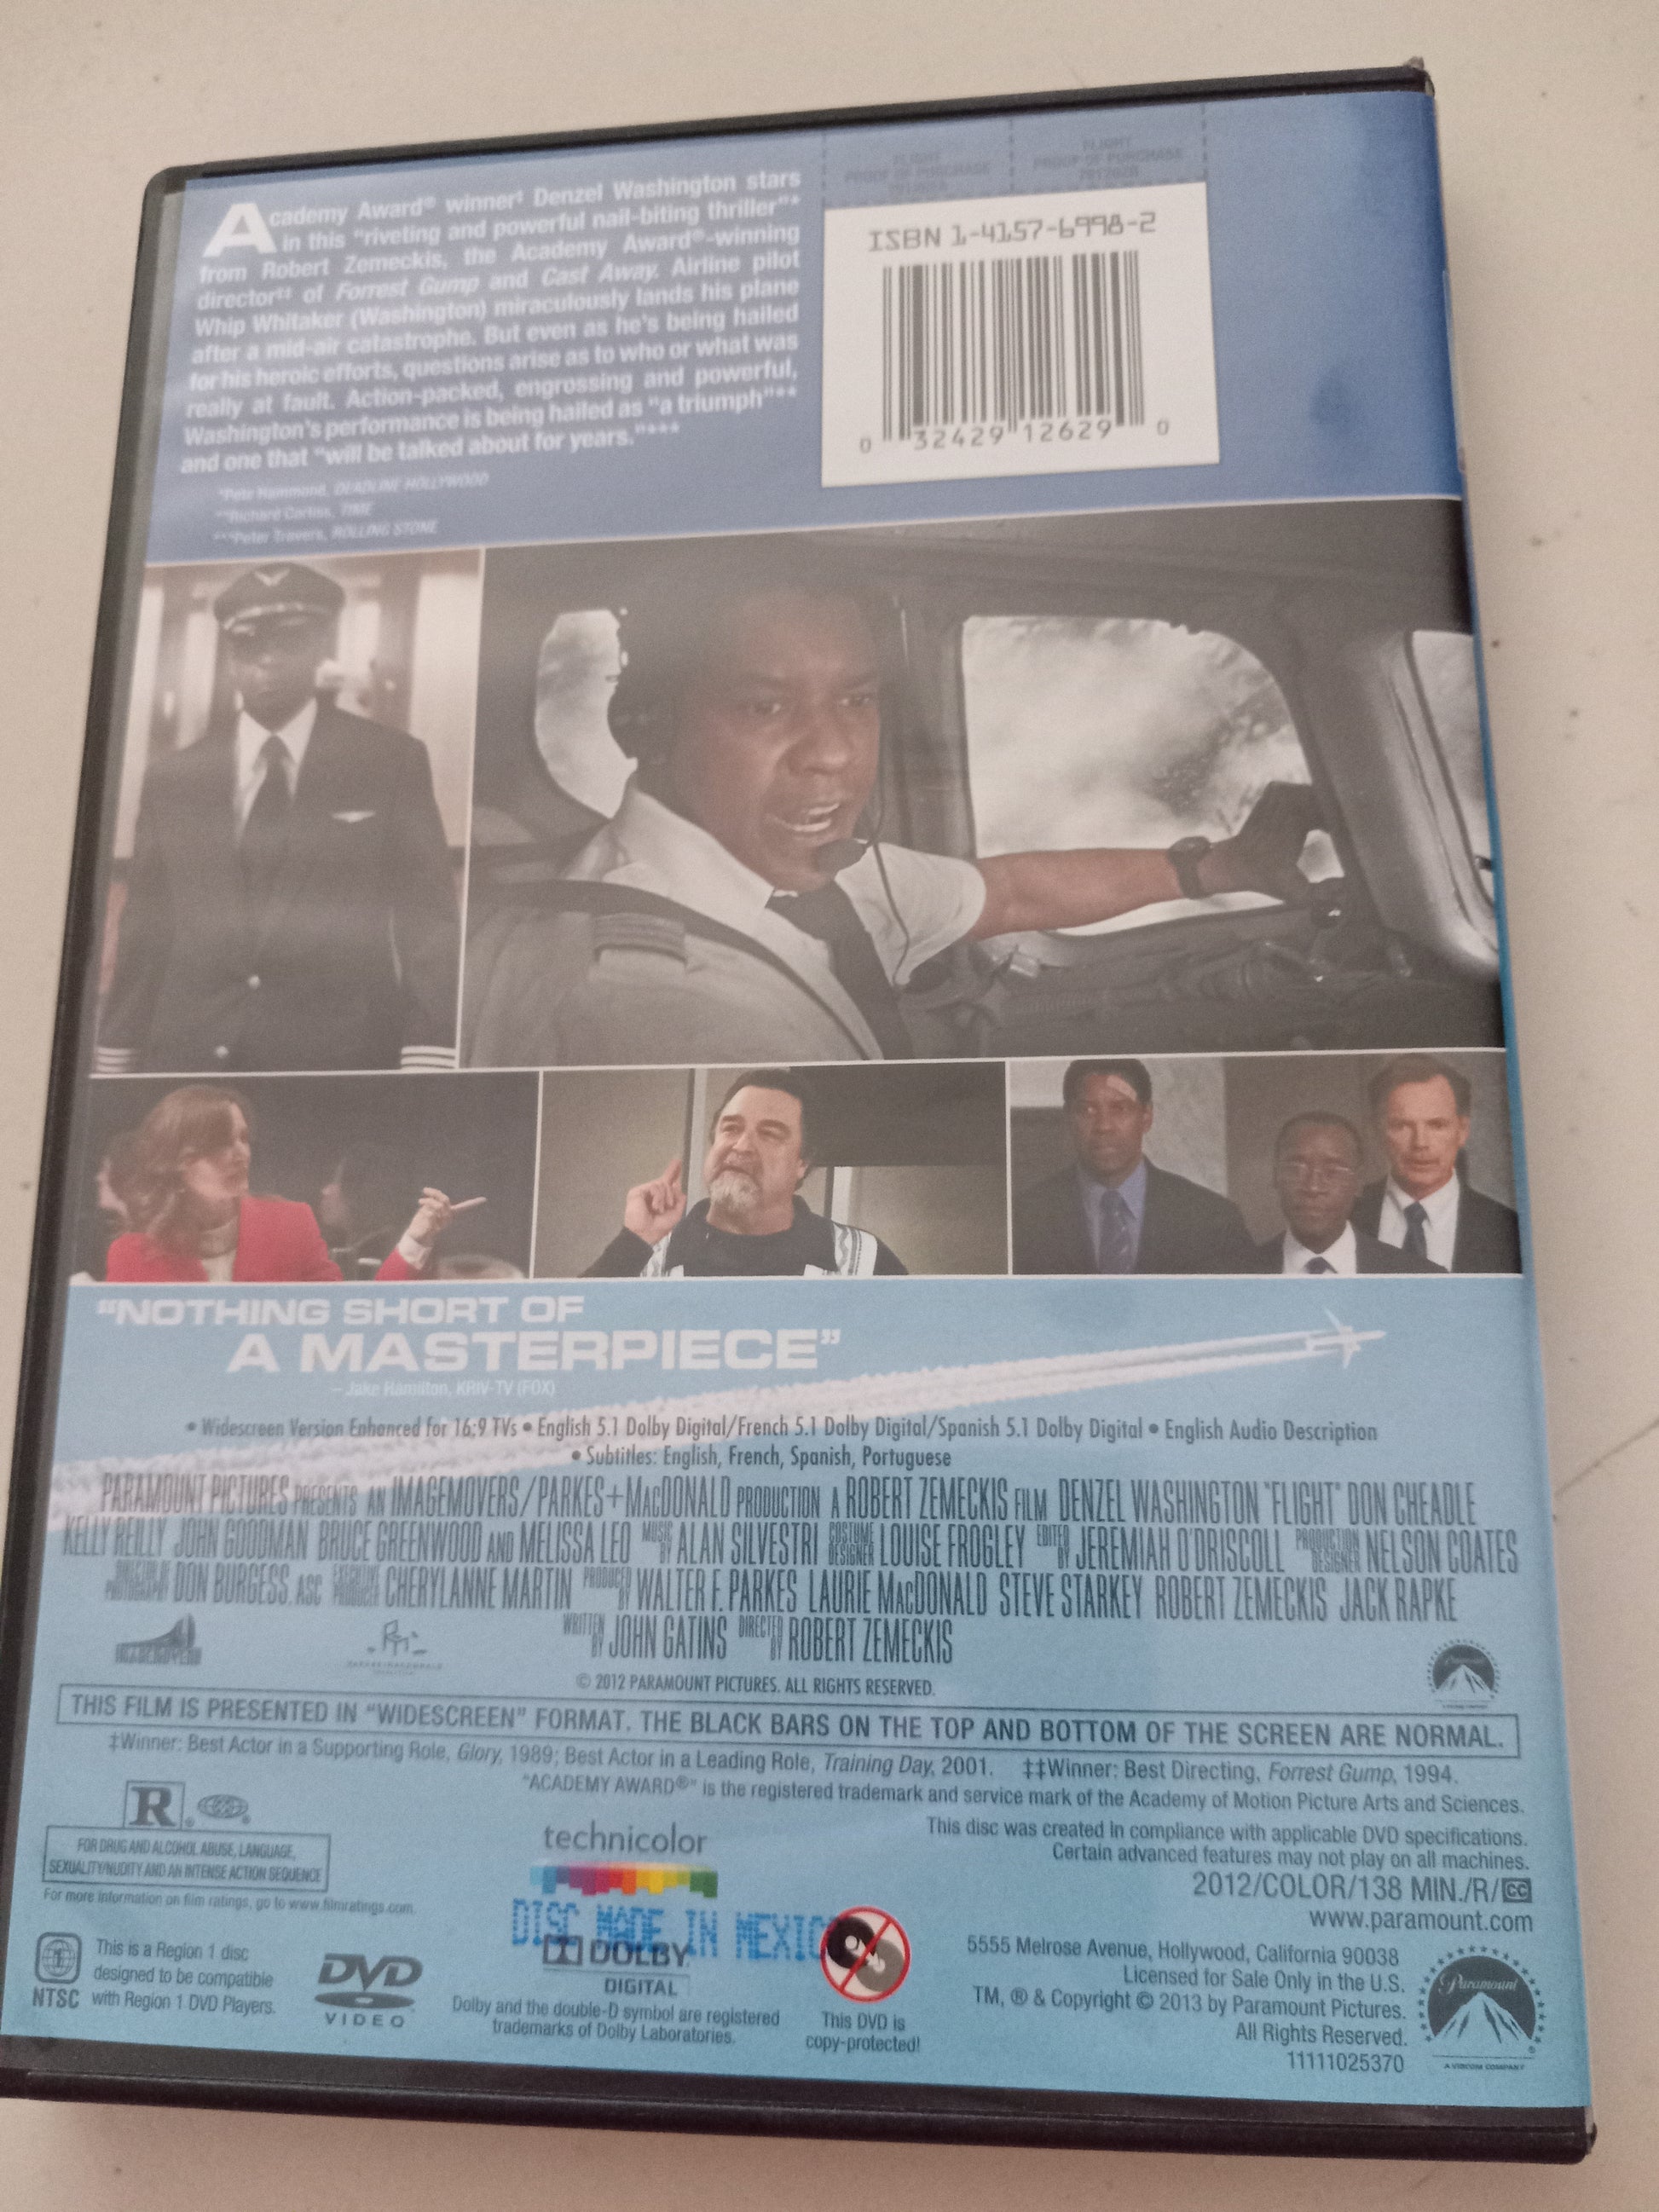 FLIGHT
PROOF OF PURCHASE
FLIGHT
PROOF OF PURCHASE
Academy Award® winner‡ Denzel Washington stars
in this "riveting and powerful nail-biting thriller"*
from Robert Zemeckis, the Academy Award®-winning
director‡‡ of Forrest Gump and Cast Away. Airline pilot
Whip Whitaker (Washington) miraculously lands his plane
after a mid-air catastrophe. But even as he's being hailed
for his heroic efforts, questions arise as to who or what was
really at fault. Action-packed, engrossing and powerful,
Washington's performance is being hailed as "a triumph"**
and one that "will be talked about for years."***
*Pete Hammond, DEADLINE HOLLYWOOD
**Richard Corliss, TIME
***Peter Travers, ROLLING STONE
ISBN 1-4157-6998-2
0 32429 12629 0
"NOTHING SHORT OF
A MASTERPIECE"
– Jake Hamilton, KRIV-TV (FOX)
• Widescreen Version Enhanced for 16:9 TVs • English 5.1 Dolby Digital/French 5.1 Dolby Digital/Spanish 5.1 Dolby Digital • English Audio Description
• Subtitles: English, French, Spanish, Portuguese
PARAMOUNT PICTURES PRESENTS AN IMAGEMOVERS/PARKES+MACDONALD PRODUCTION A ROBERT ZEMECKIS FILM DENZEL WASHINGTON "FLIGHT" DON CHEADLE
KELLY REILLY JOHN GOODMAN BRUCE GREENWOOD AND MELISSA LEO MUSIC BY ALAN SILVESTRI COSTUME DESIGNER LOUISE FROGLEY EDITED BY JEREMIAH O'DRISCOLL PRODUCTION DESIGNER NELSON COATES
DIRECTOR OF PHOTOGRAPHY DON BURGESS, ASC EXECUTIVE PRODUCER CHERYLANNE MARTIN PRODUCED BY WALTER F. PARKES LAURIE MACDONALD STEVE STARKEY ROBERT ZEMECKIS JACK RAPKE
WRITTEN BY JOHN GATINS DIRECTED BY ROBERT ZEMECKIS
IMAGEMOVERS
Paramount
© 2012 PARAMOUNT PICTURES. ALL RIGHTS RESERVED.
THIS FILM IS PRESENTED IN "WIDESCREEN" FORMAT. THE BLACK BARS ON THE TOP AND BOTTOM OF THE SCREEN ARE NORMAL.
‡Winner: Best Actor in a Supporting Role, Glory, 1989; Best Actor in a Leading Role, Training Day, 2001. ‡‡Winner: Best Directing, Forrest Gump, 1994.
"ACADEMY AWARD®" is the registered trademark and service mark of the Academy of Motion Picture Arts and Sciences.
R ®
FOR DRUG AND ALCOHOL ABUSE, LANGUAGE,
SEXUALITY/NUDITY AND AN INTENSE ACTION SEQUENCE
For more information on film ratings, go to www.filmratings.com.
1
NTSC
This is a Region 1 disc
designed to be compatible
with Region 1 DVD Players.
DVD
VIDEO
technicolor
DISC MADE IN MEXICO
DOLBY
DIGITAL
Dolby and the double-D symbol are registered
trademarks of Dolby Laboratories.
This DVD is
copy-protected!
This disc was created in compliance with applicable DVD specifications.
Certain advanced features may not play on all machines.
2012/COLOR/138 MIN./R/CC
www.paramount.com
5555 Melrose Avenue, Hollywood, California 90038
Licensed for Sale Only in the U.S.
TM, ® & Copyright © 2013 by Paramount Pictures.
All Rights Reserved.
11111025370
Paramount
A VIACOM COMPANY